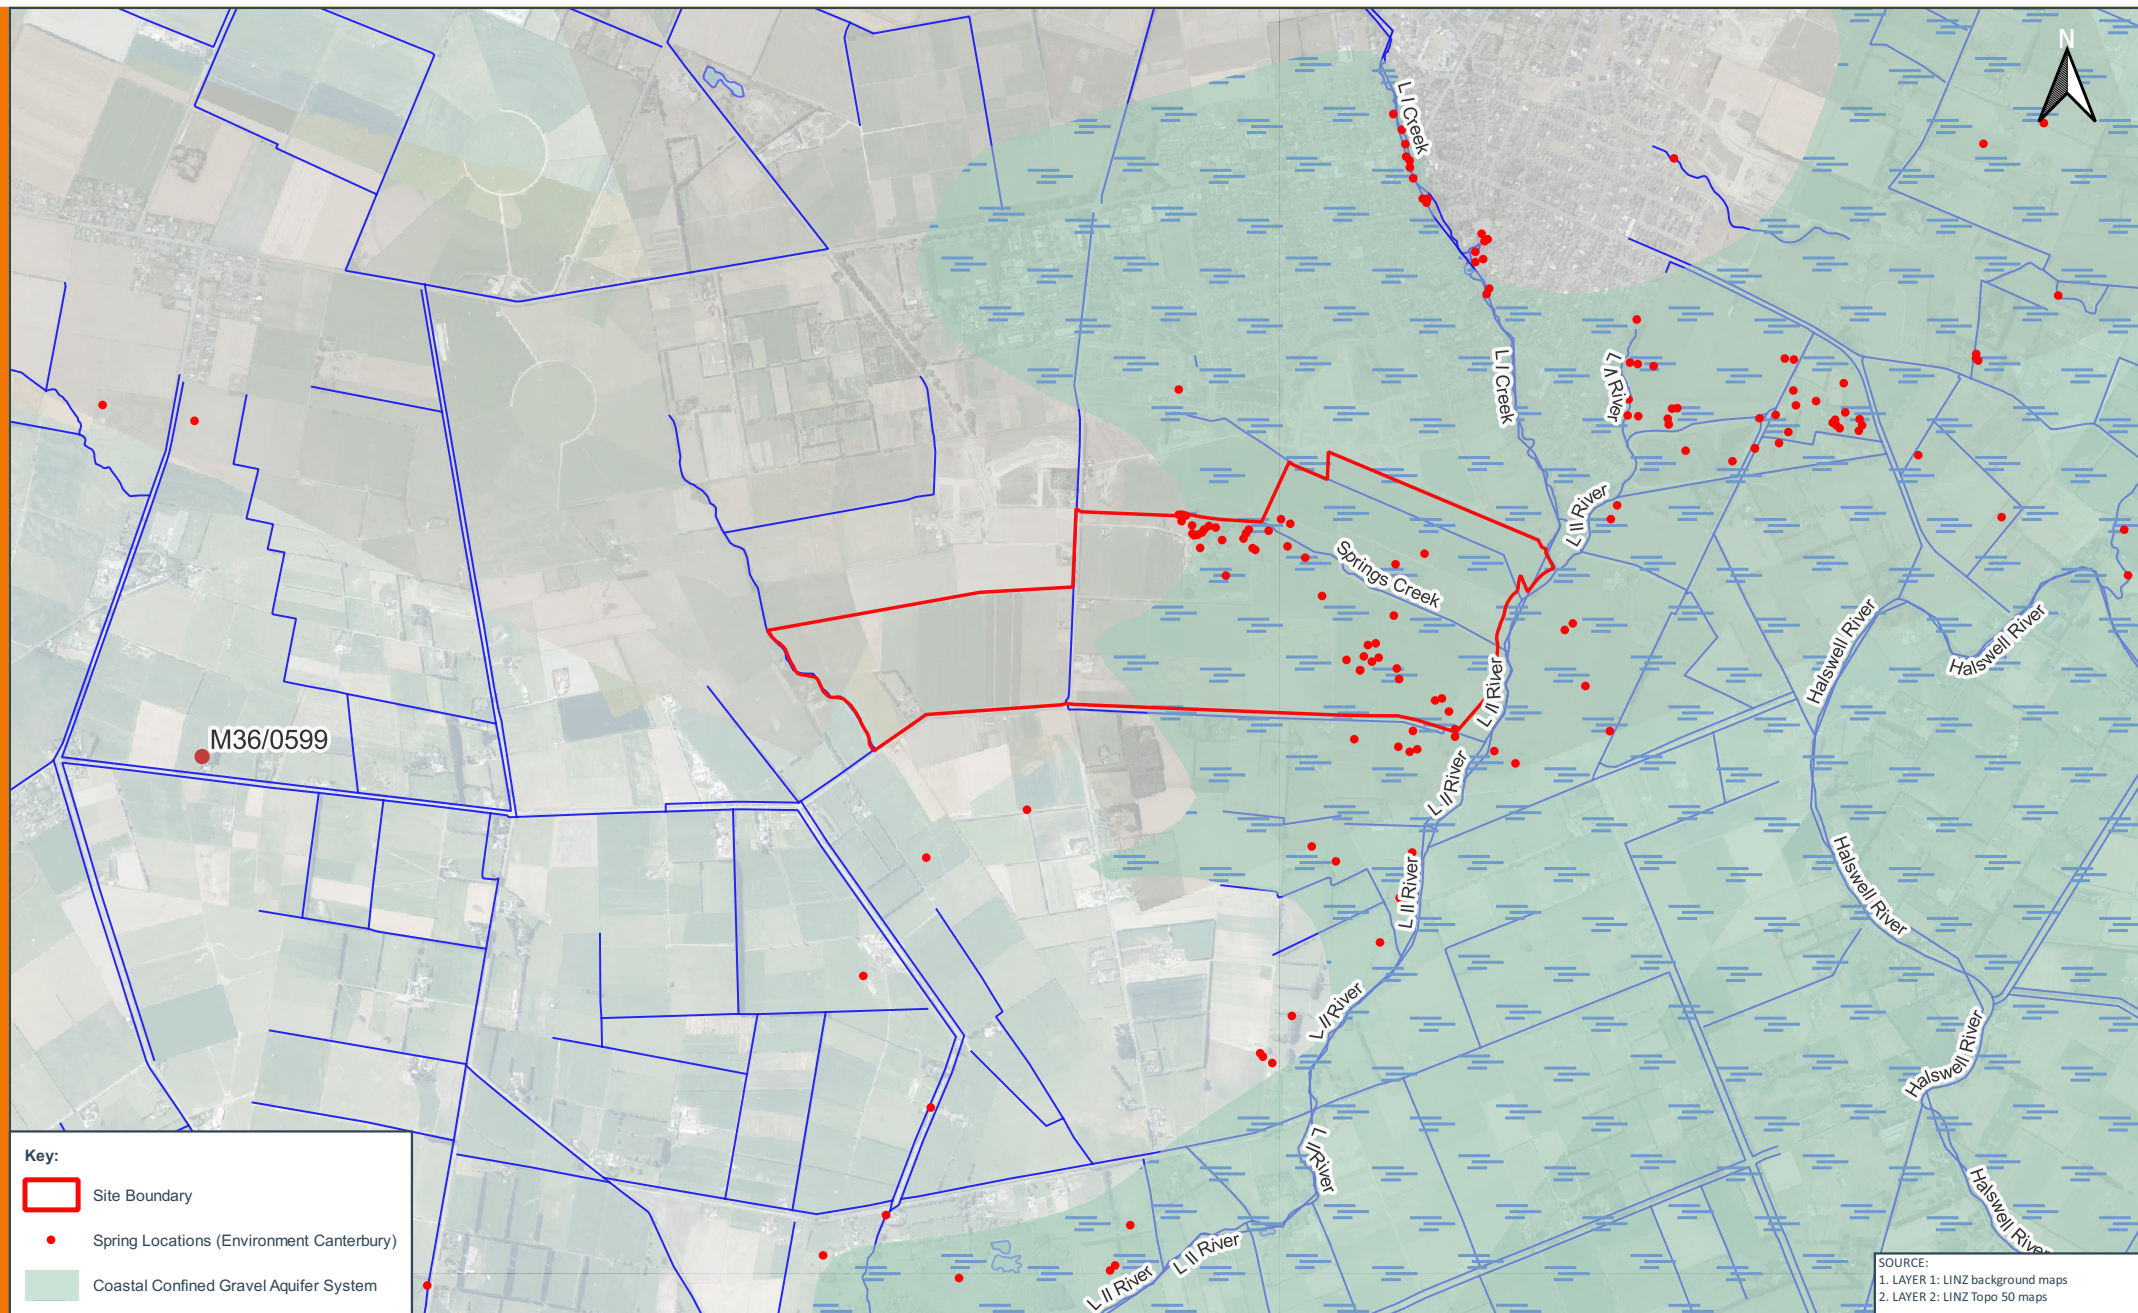 N
L I Creek
L I Creek
L II River
L II River
Springs Creek
Halswell River
Halswell River
L II River
M36/0599
L II River
Halswell River
L II River
L II River
Halswell River
L II River
Halswell River
L II River
L II River
Key:
Site Boundary
Spring Locations (Environment Canterbury)
Coastal Confined Gravel Aquifer System
SOURCE:
1. LAYER 1: LINZ background maps
2. LAYER 2: LINZ Topo 50 maps